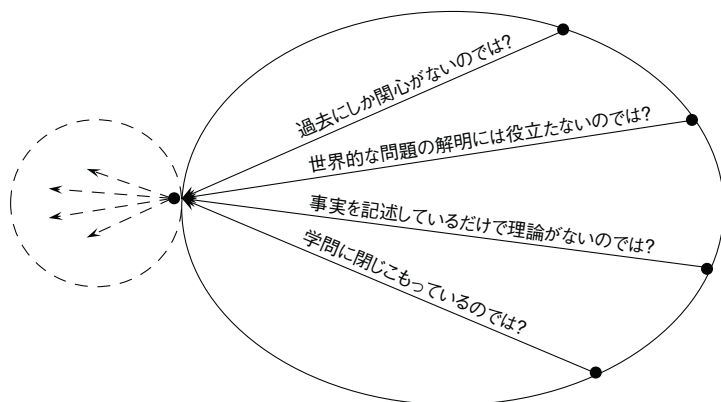 過去にしか関心がないのでは?
世界的な問題の解明には役立たないのでは?
事実を記述しているだけで理論がないのでは?
学問に閉じこもっているのでは?